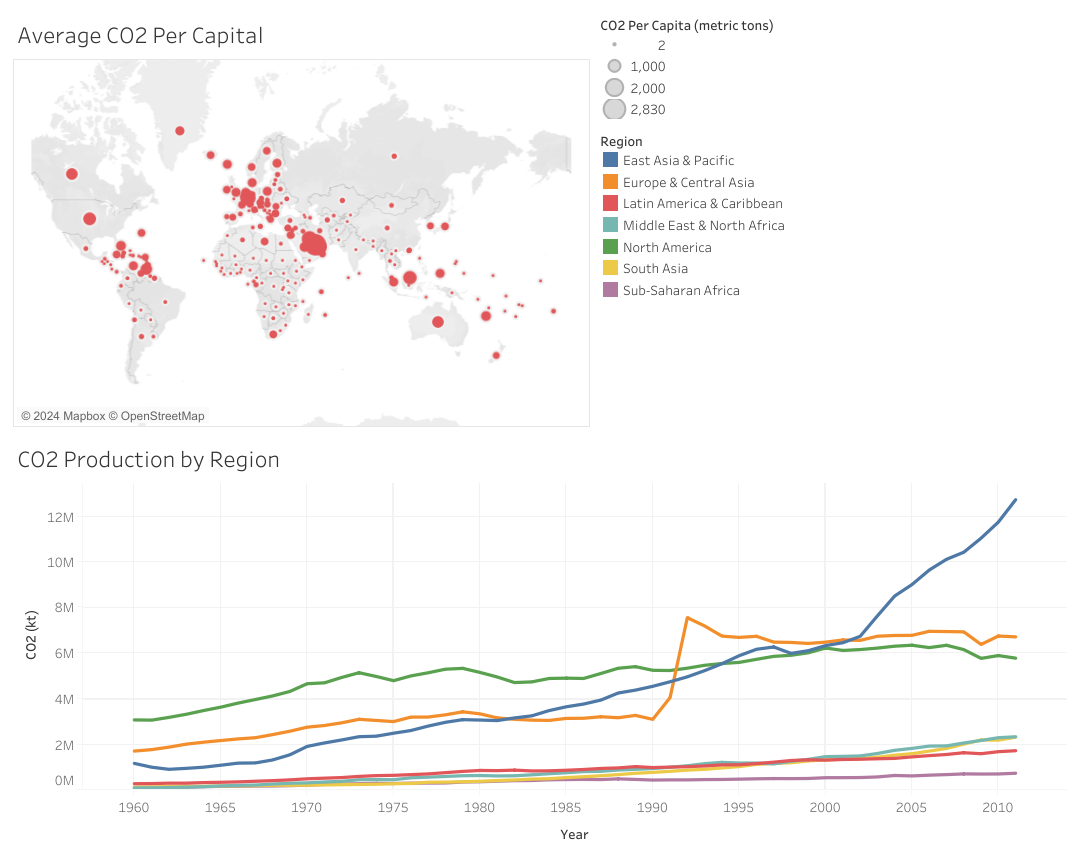 Average CO2 Per Capital
© 2024 Mapbox © OpenStreetMap
CO2 Per Capita (metric tons)
2
1,000
2,000
2,830
Region
East Asia & Pacific
Europe & Central Asia
Latin America & Caribbean
Middle East & North Africa
North America
South Asia
Sub-Saharan Africa
CO2 Production by Region
CO2 (kt)
12M
10M
8M
6M
4M
2M
0M
1960 1965 1970 1975 1980 1985 1990 1995 2000 2005 2010
Year